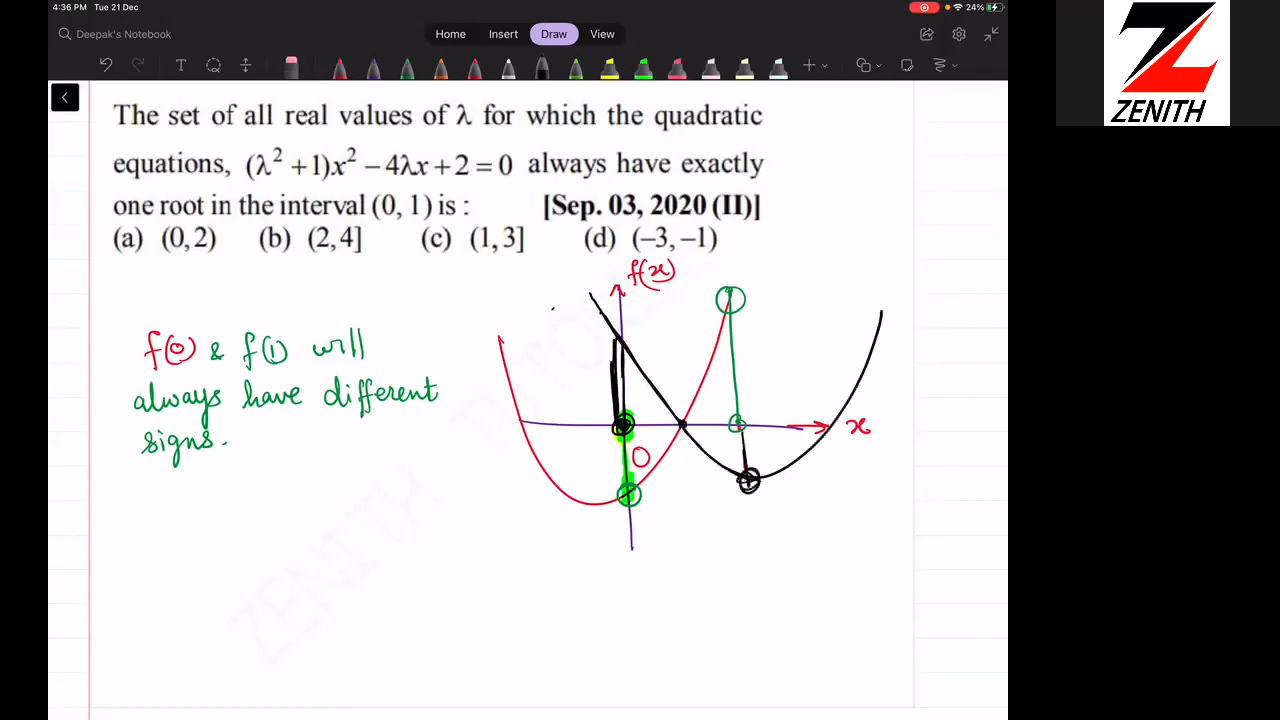 4:36 PM Tue 21 Dec
24%
Deepak's Notebook
Home Insert Draw View
ZENITH
The set of all real values of λ for which the quadratic
equations, (λ² + 1)x² − 4λx + 2 = 0 always have exactly
one root in the interval (0, 1) is : [Sep. 03, 2020 (II)]
(a) (0, 2) (b) (2, 4] (c) (1, 3] (d) (−3, −1)
f(x)
f(0) & f(1) will
always have different
signs.
x
0
ZENITH